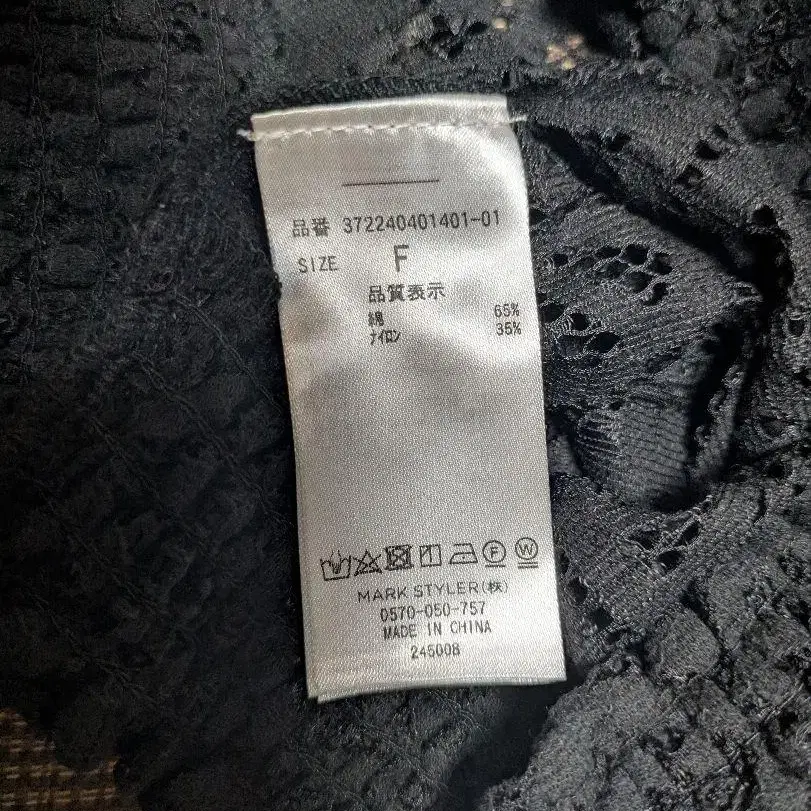 品番 372240401401-01
SIZE F
品質表示
綿 65%
ナイロン 35%
F W
MARK STYLER(株)
0570-050-757
MADE IN CHINA
245008